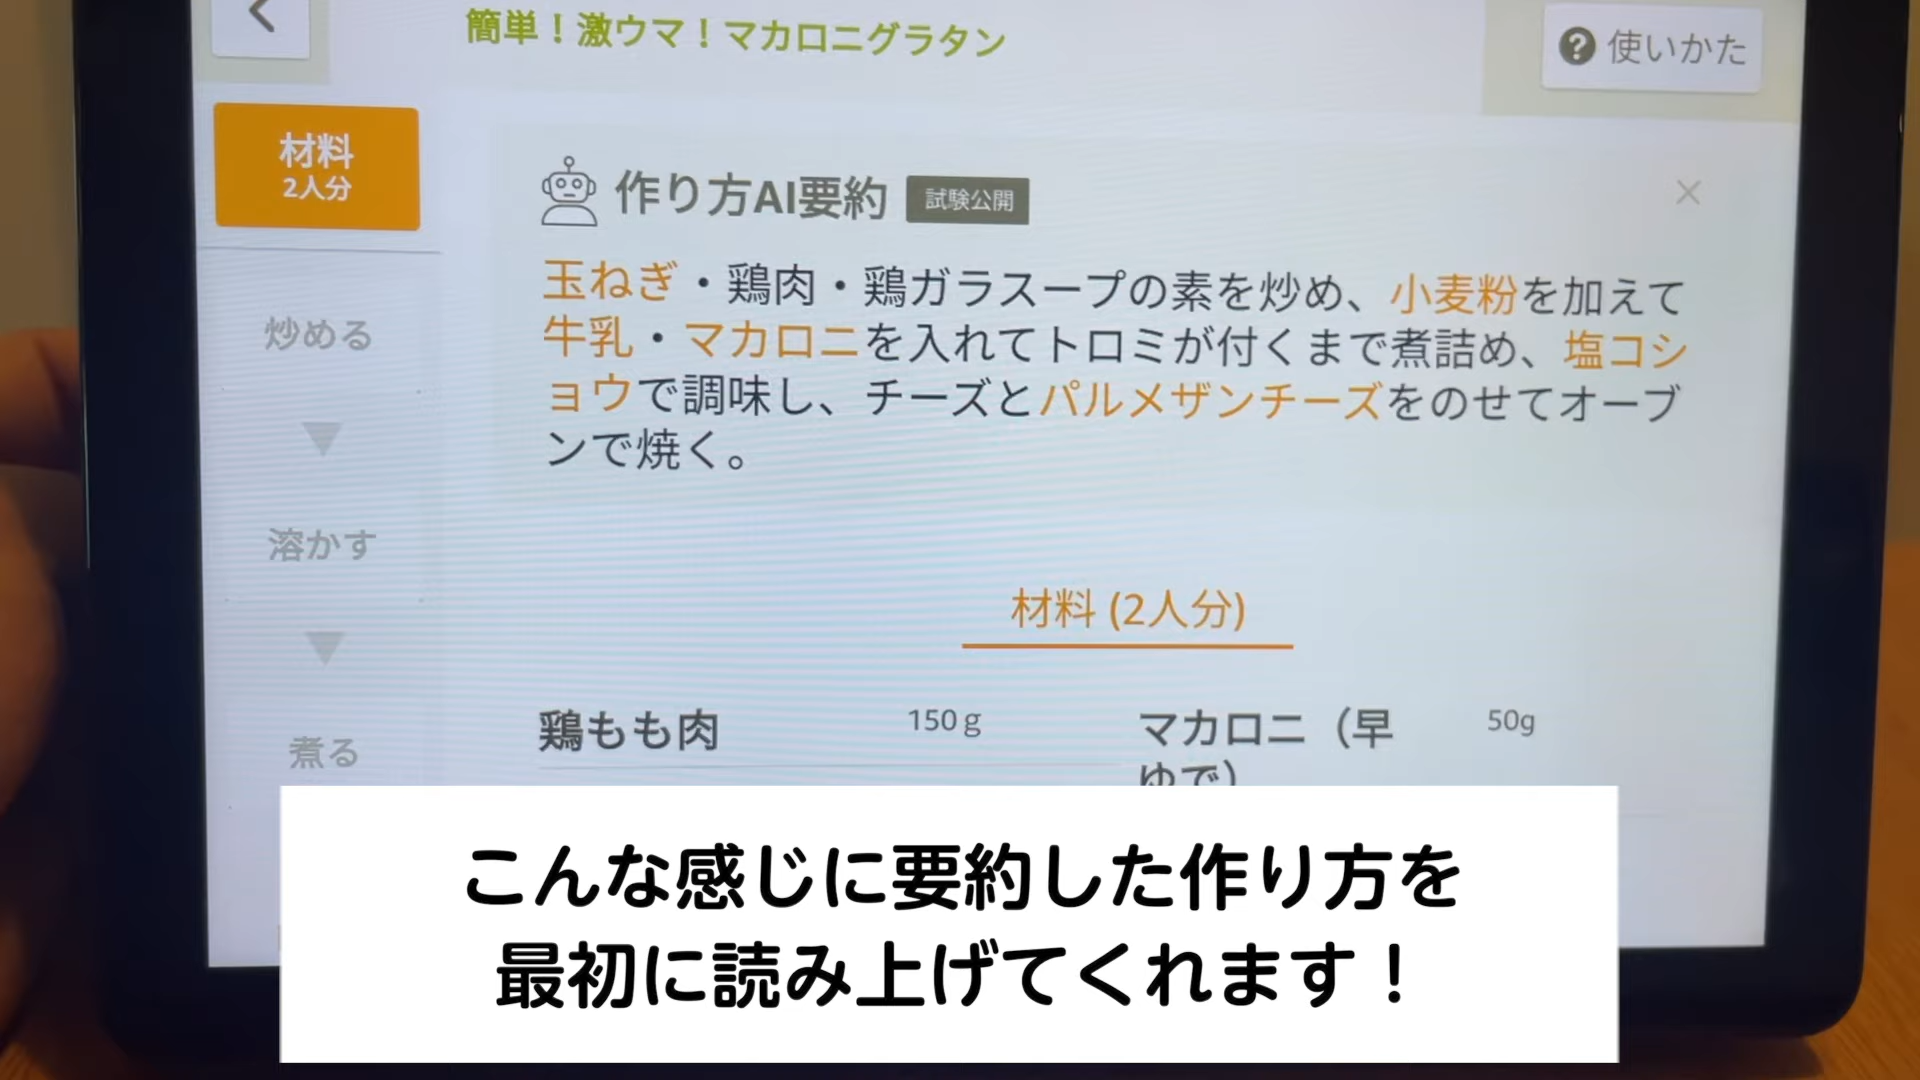 簡単！激ウマ！マカロニグラタン
使いかた
材料
2人分
作り方AI要約
試験公開
玉ねぎ・鶏肉・鶏ガラスープの素を炒め、小麦粉を加えて
牛乳・マカロニを入れてトロミが付くまで煮詰め、塩コシ
ョウで調味し、チーズとパルメザンチーズをのせてオーブ
ンで焼く。
炒める
溶かす
煮る
材料 (2人分)
鶏もも肉 150g
マカロニ（早 50g
ゆで）
こんな感じに要約した作り方を
最初に読み上げてくれます！